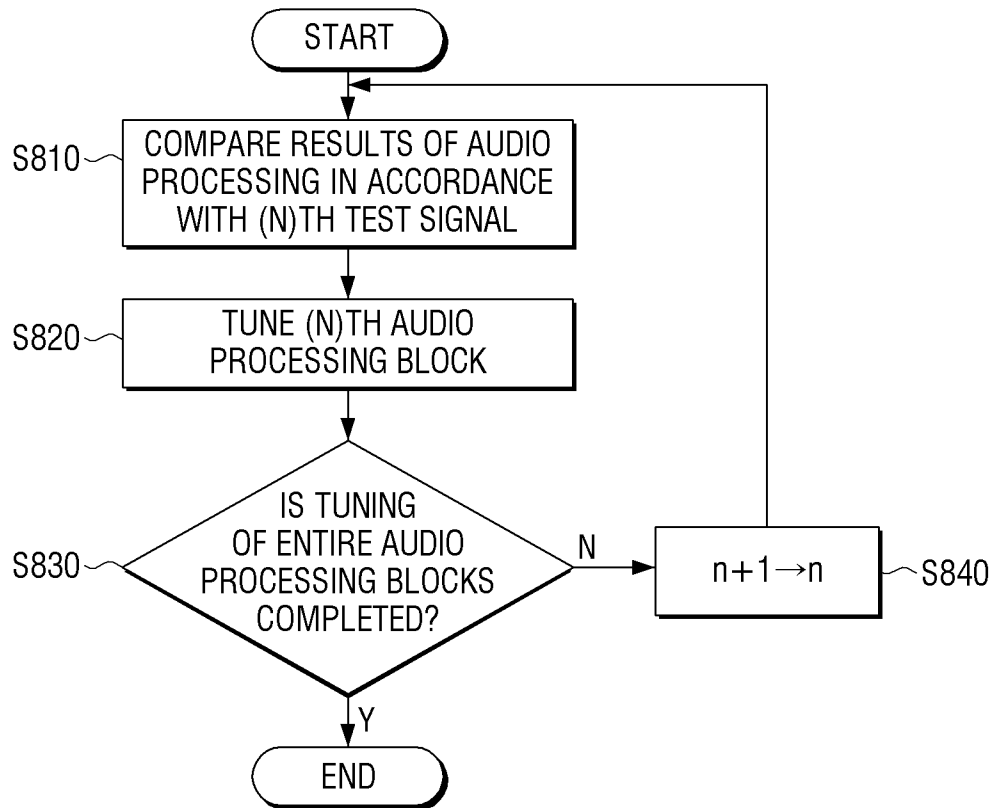 START
S810
COMPARE RESULTS OF AUDIO
PROCESSING IN ACCORDANCE
WITH (N)TH TEST SIGNAL
S820
TUNE (N)TH AUDIO
PROCESSING BLOCK
S830
IS TUNING
OF ENTIRE AUDIO
PROCESSING BLOCKS
COMPLETED?
N
n+1→n
S840
Y
END